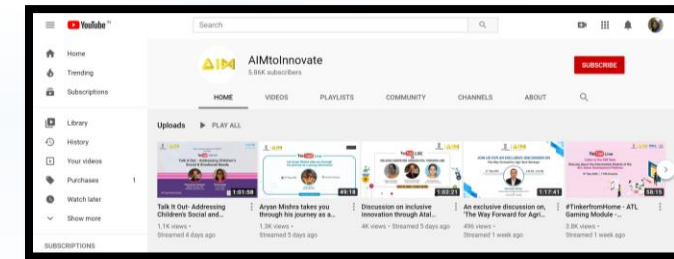 YouTube IN
Search
Home
Trending
Subscriptions
Library
History
Your videos
Purchases 1
Watch later
Show more
SUBSCRIPTIONS
AIM
AIMtoInnovate
5.86K subscribers
SUBSCRIBE
HOME VIDEOS PLAYLISTS COMMUNITY CHANNELS ABOUT
Uploads PLAY ALL
1:01:58
Talk It Out- Addressing
Children's Social and...
1.1K views •
Streamed 4 days ago
49:18
Aryan Mishra takes you
through his journey as a...
1.3K views •
Streamed 5 days ago
1:02:21
Discussion on inclusive
innovation through Atal...
4K views • Streamed 5 days ago
1:17:41
An exclusive discussion on,
'The Way Forward for Agri...
496 views •
Streamed 1 week ago
58:15
#TinkerfromHome - ATL
Gaming Module -...
3.8K views •
Streamed 1 week ago